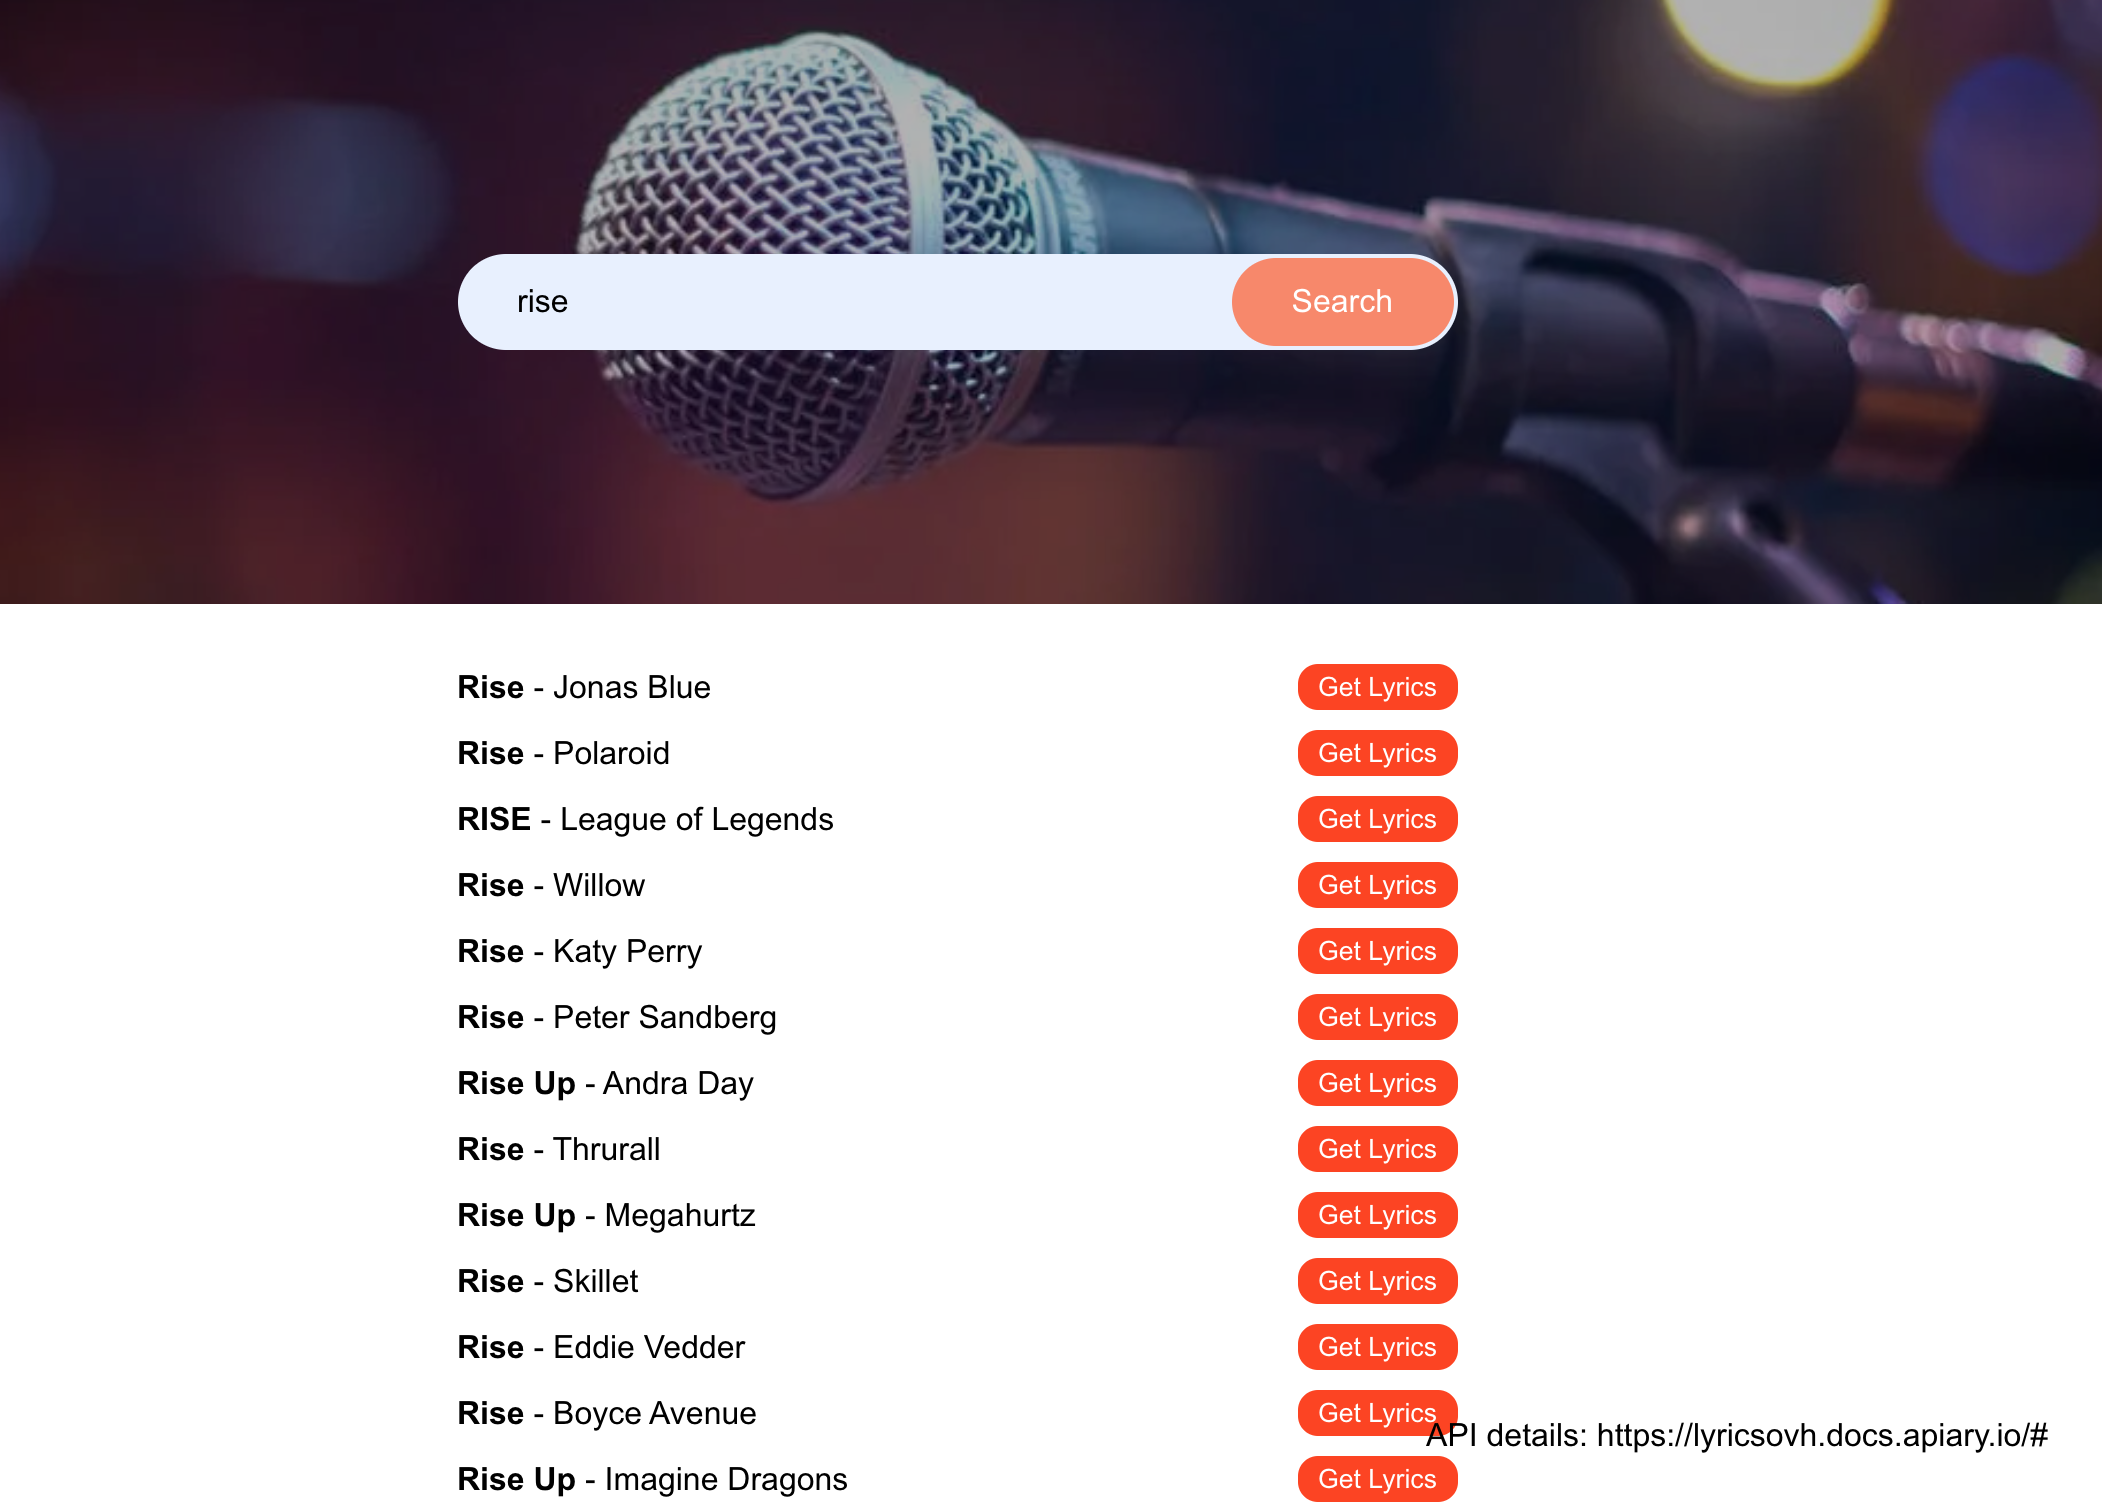 rise
Search
Rise - Jonas Blue
Get Lyrics
Rise - Polaroid
Get Lyrics
RISE - League of Legends
Get Lyrics
Rise - Willow
Get Lyrics
Rise - Katy Perry
Get Lyrics
Rise - Peter Sandberg
Get Lyrics
Rise Up - Andra Day
Get Lyrics
Rise - Thrurall
Get Lyrics
Rise Up - Megahurtz
Get Lyrics
Rise - Skillet
Get Lyrics
Rise - Eddie Vedder
Get Lyrics
Rise - Boyce Avenue
Get Lyrics
API details: https://lyricsovh.docs.apiary.io/#
Rise Up - Imagine Dragons
Get Lyrics